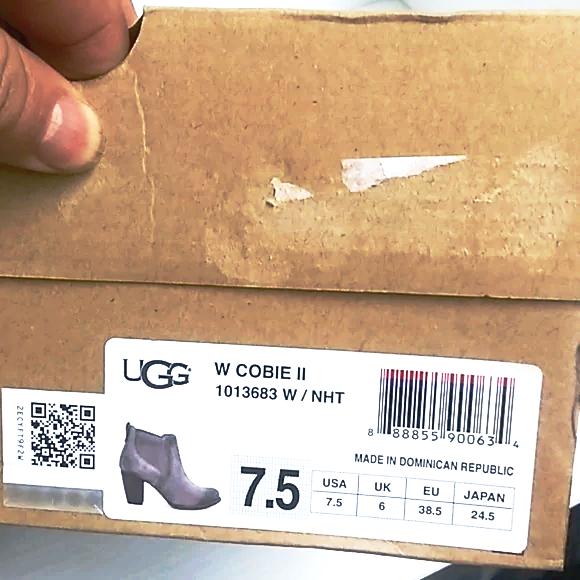 UGG
W COBIE II
1013683 W / NHT
8 88855 90063 4
MADE IN DOMINICAN REPUBLIC
2ECYF19F2W
7.5
USA UK EU JAPAN
7.5 6 38.5 24.5